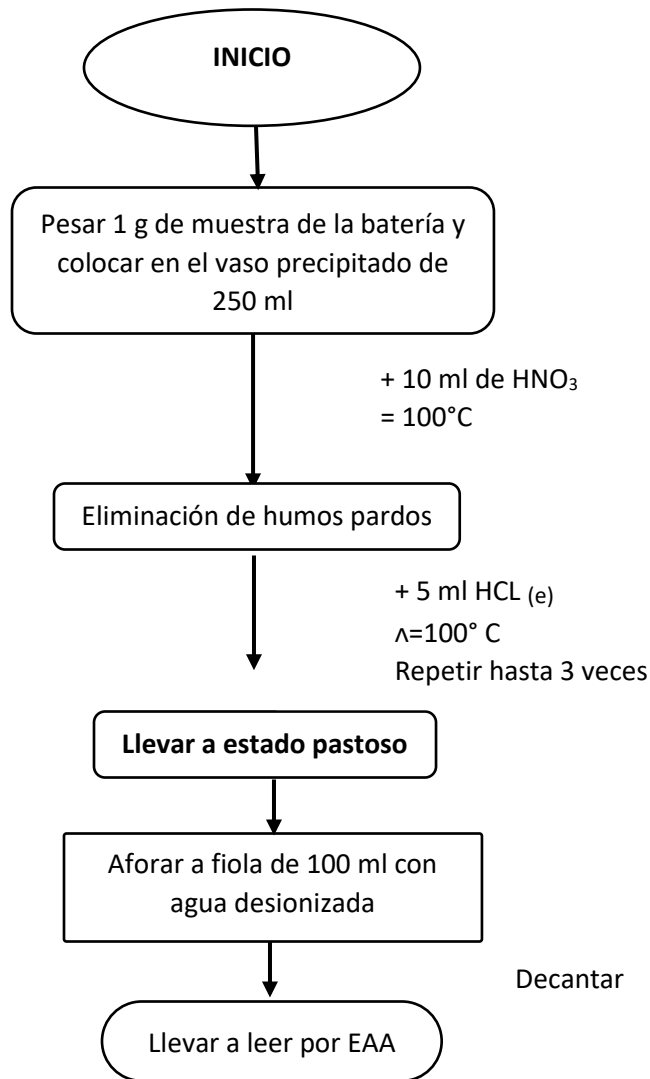 INICIO
Pesar 1 g de muestra de la batería y
colocar en el vaso precipitado de
250 ml
+ 10 ml de HNO₃
= 100°C
Eliminación de humos pardos
+ 5 ml HCL (e)
ʌ=100° C
Repetir hasta 3 veces
Llevar a estado pastoso
Aforar a fiola de 100 ml con
agua desionizada
Decantar
Llevar a leer por EAA